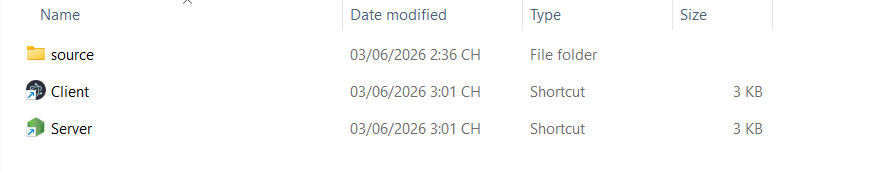 Name Date modified Type Size
source 03/06/2026 2:36 CH File folder
Client 03/06/2026 3:01 CH Shortcut 3 KB
Server 03/06/2026 3:01 CH Shortcut 3 KB